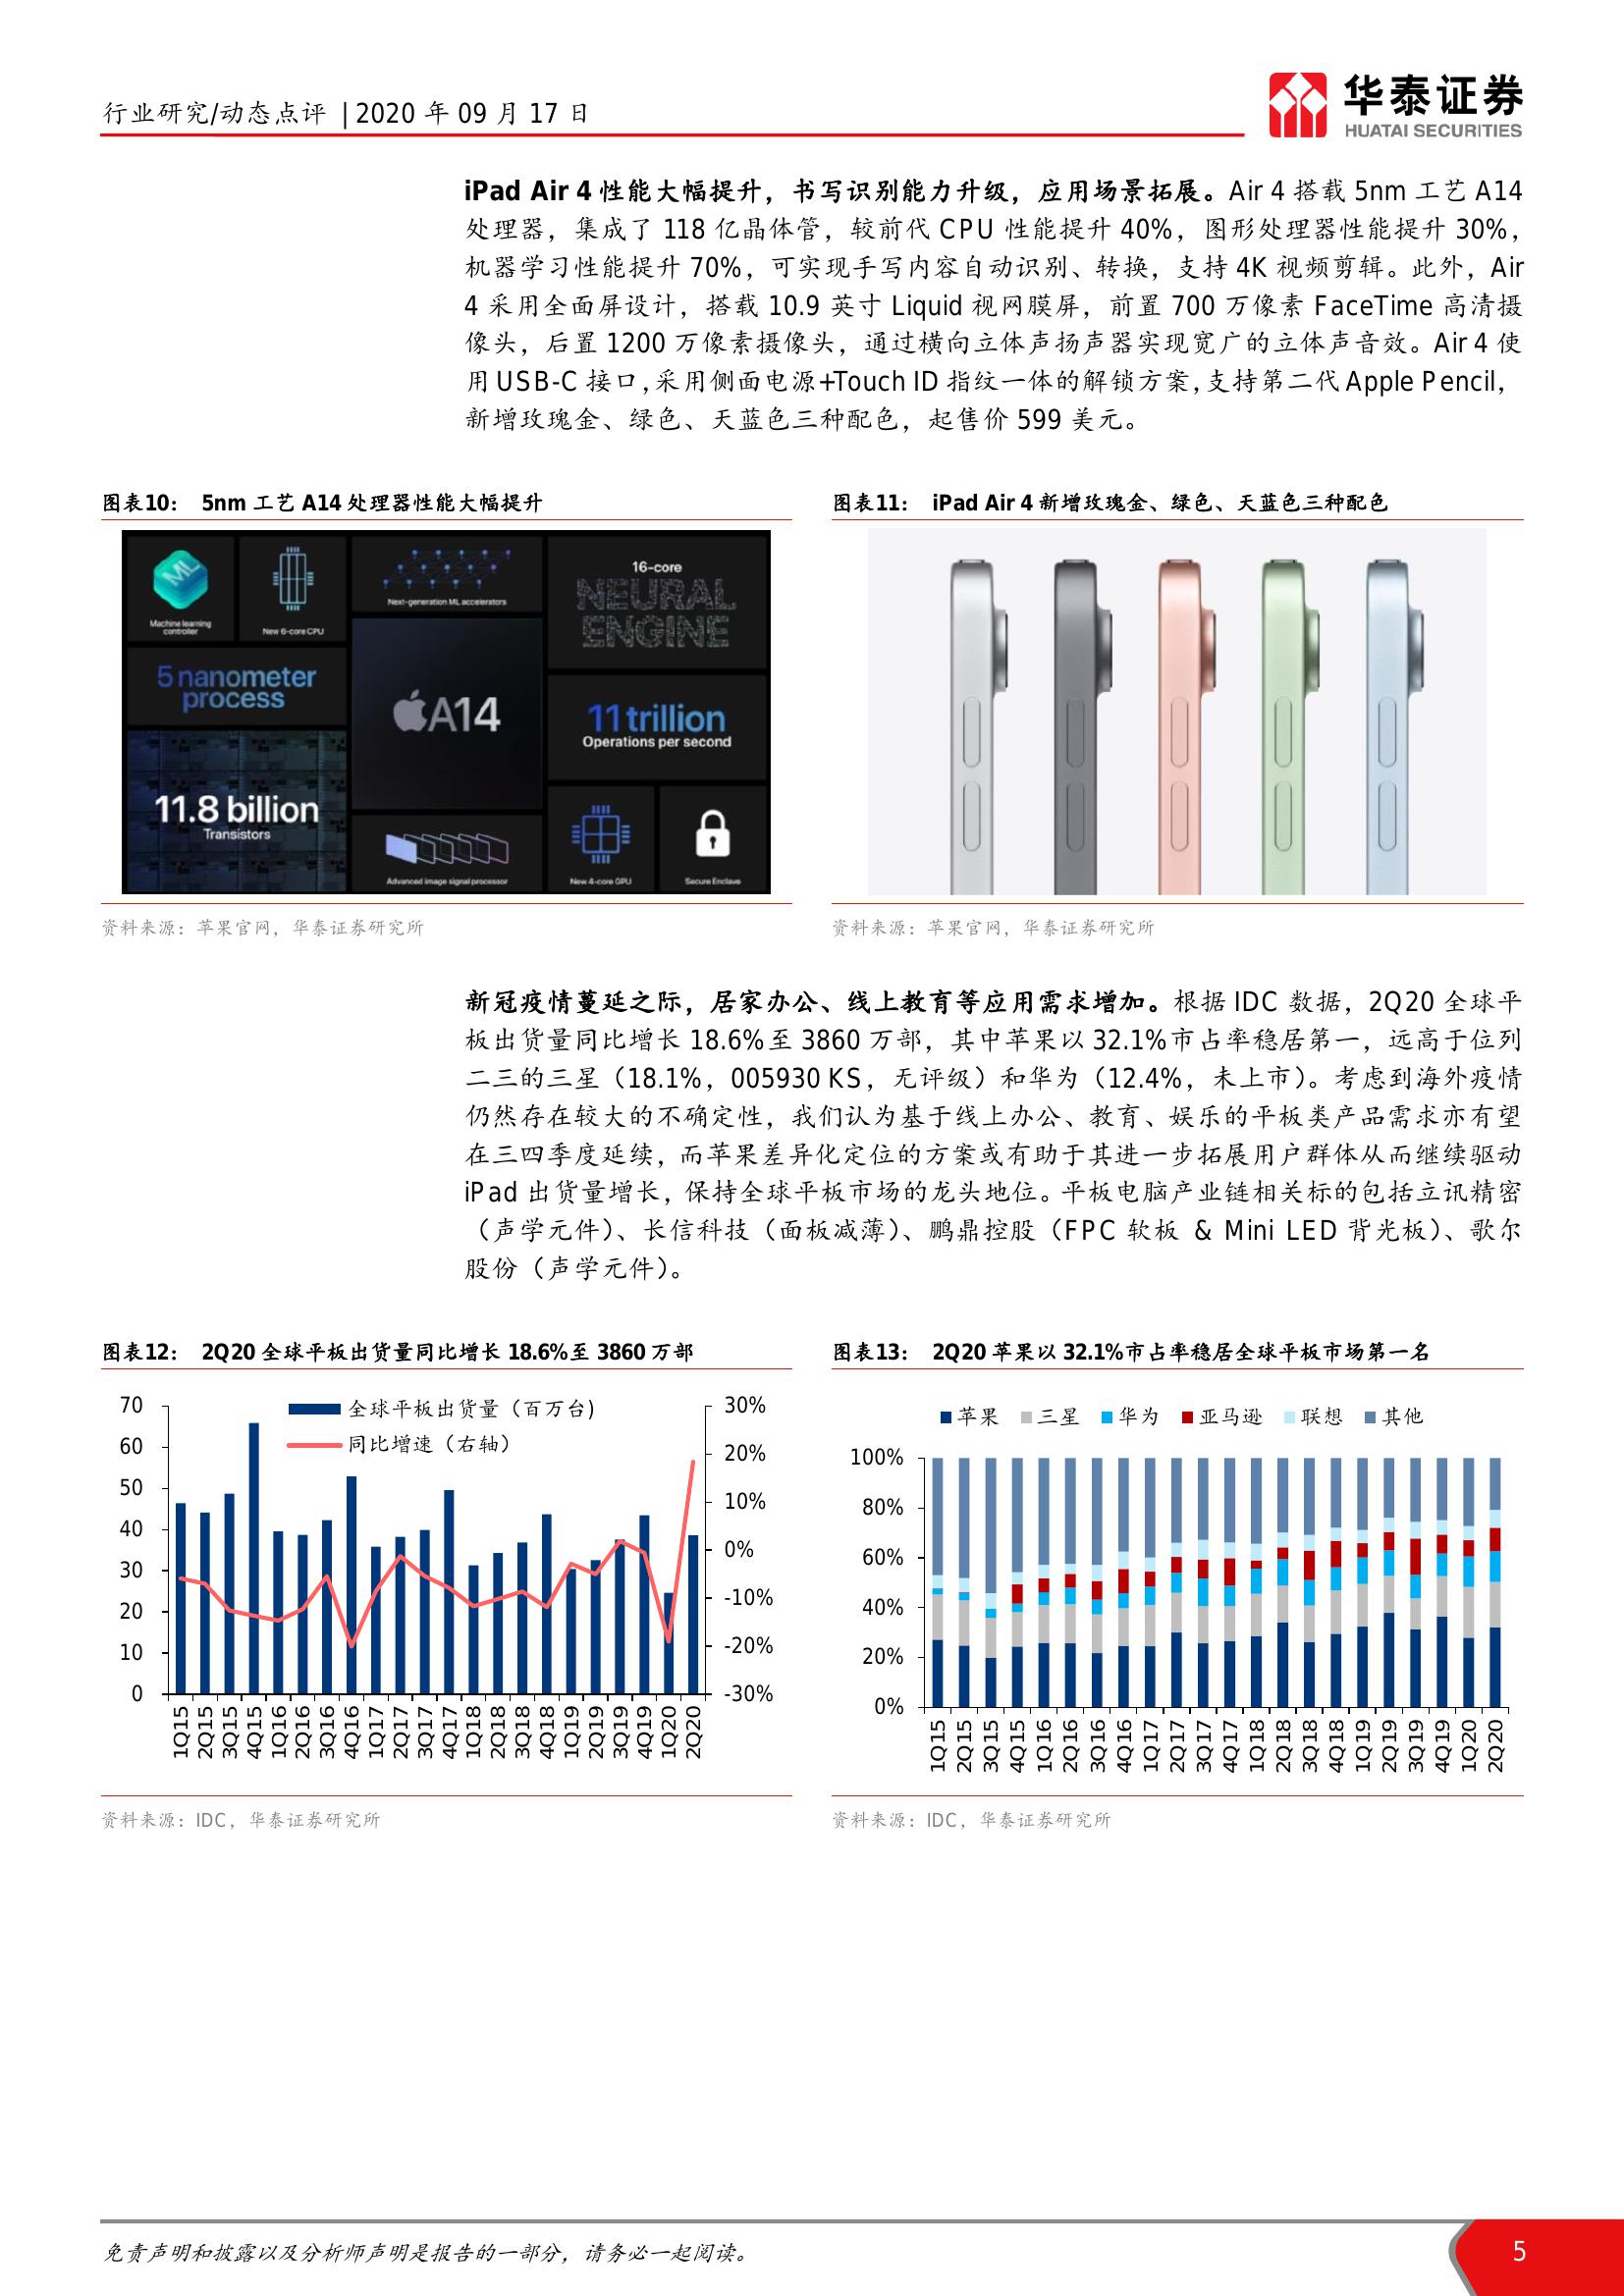 行业研究/动态点评 | 2020 年 09 月 17 日
华泰证券
HUATAI SECURITIES
iPad Air 4 性能大幅提升，书写识别能力升级，应用场景拓展。Air 4 搭载 5nm 工艺 A14
处理器，集成了 118 亿晶体管，较前代 CPU 性能提升 40%，图形处理器性能提升 30%，
机器学习性能提升 70%，可实现手写内容自动识别、转换，支持 4K 视频剪辑。此外，Air
4 采用全面屏设计，搭载 10.9 英寸 Liquid 视网膜屏，前置 700 万像素 FaceTime 高清摄
像头，后置 1200 万像素摄像头，通过横向立体声扬声器实现宽广的立体声音效。Air 4 使
用 USB-C 接口，采用侧面电源+Touch ID 指纹一体的解锁方案，支持第二代 Apple Pencil，
新增玫瑰金、绿色、天蓝色三种配色，起售价 599 美元。
图表10： 5nm 工艺 A14 处理器性能大幅提升
Machine learning
controller
New 6-core CPU
Next-generation ML accelerators
16-core
NEURAL
ENGINE
5 nanometer
process
A14
11 trillion
Operations per second
11.8 billion
Transistors
Advanced image signal processor
New 4-core GPU
Secure Enclave
ML
资料来源：苹果官网，华泰证券研究所
图表11： iPad Air 4 新增玫瑰金、绿色、天蓝色三种配色
资料来源：苹果官网，华泰证券研究所
新冠疫情蔓延之际，居家办公、线上教育等应用需求增加。根据 IDC 数据，2Q20 全球平
板出货量同比增长 18.6%至 3860 万部，其中苹果以 32.1%市占率稳居第一，远高于位列
二三的三星（18.1%，005930 KS，无评级）和华为（12.4%，未上市）。考虑到海外疫情
仍然存在较大的不确定性，我们认为基于线上办公、教育、娱乐的平板类产品需求亦有望
在三四季度延续，而苹果差异化定位的方案或有助于其进一步拓展用户群体从而继续驱动
iPad 出货量增长，保持全球平板市场的龙头地位。平板电脑产业链相关标的包括立讯精密
（声学元件）、长信科技（面板减薄）、鹏鼎控股（FPC 软板 & Mini LED 背光板）、歌尔
股份（声学元件）。
图表12： 2Q20 全球平板出货量同比增长 18.6%至 3860 万部
全球平板出货量（百万台）
同比增速（右轴）
70
60
50
40
30
20
10
0
30%
20%
10%
0%
-10%
-20%
-30%
1Q15 2Q15 3Q15 4Q15 1Q16 2Q16 3Q16 4Q16 1Q17 2Q17 3Q17 4Q17 1Q18 2Q18 3Q18 4Q18 1Q19 2Q19 3Q19 4Q19 1Q20 2Q20
资料来源：IDC，华泰证券研究所
图表13： 2Q20 苹果以 32.1%市占率稳居全球平板市场第一名
苹果 三星 华为 亚马逊 联想 其他
100%
80%
60%
40%
20%
0%
1Q15 2Q15 3Q15 4Q15 1Q16 2Q16 3Q16 4Q16 1Q17 2Q17 3Q17 4Q17 1Q18 2Q18 3Q18 4Q18 1Q19 2Q19 3Q19 4Q19 1Q20 2Q20
资料来源：IDC，华泰证券研究所
免责声明和披露以及分析师声明是报告的一部分，请务必一起阅读。
5